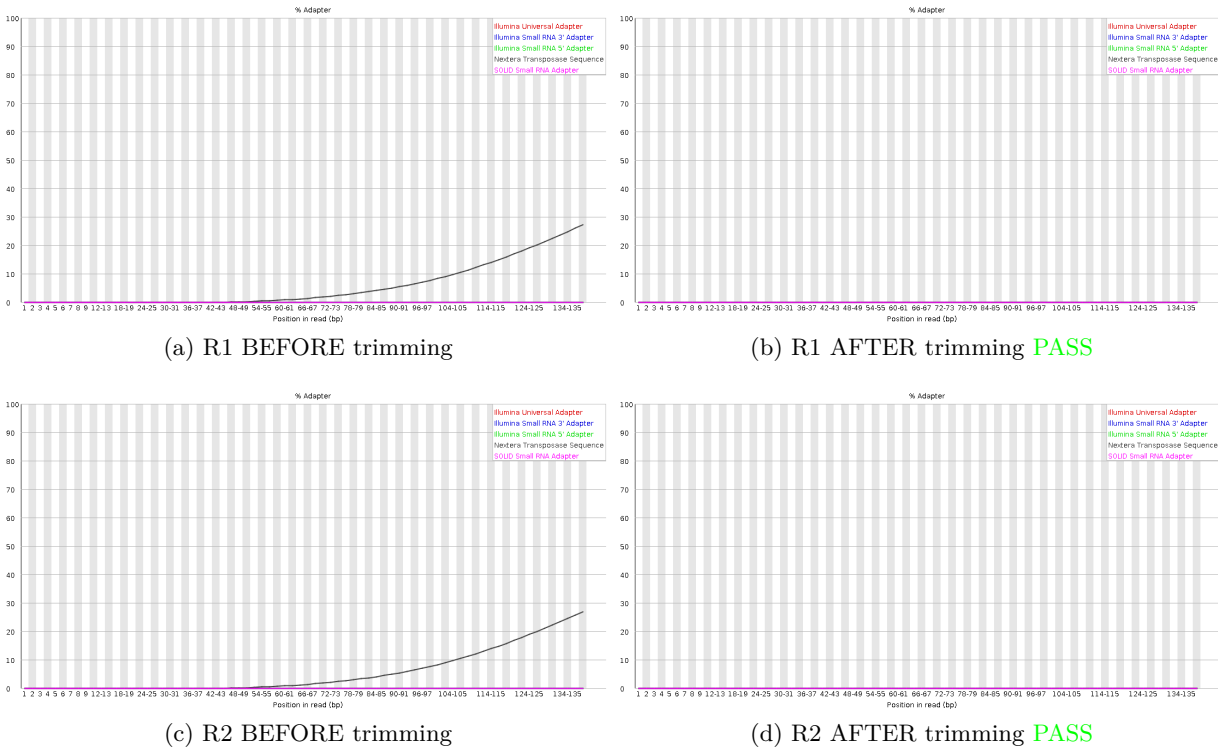 % Adapter
100
90
80
70
60
50
40
30
20
10
0
Illumina Universal Adapter
Illumina Small RNA 3' Adapter
Illumina Small RNA 5' Adapter
Nextera Transposase Sequence
SOLID Small RNA Adapter
1 2 3 4 5 6 7 8 9 12-13 18-19 24-25 30-31 36-37 42-43 48-49 54-55 60-61 66-67 72-73 78-79 84-85 90-91 96-97 104-105 114-115 124-125 134-135
Position in read (bp)
(a) R1 BEFORE trimming
% Adapter
100
90
80
70
60
50
40
30
20
10
0
Illumina Universal Adapter
Illumina Small RNA 3' Adapter
Illumina Small RNA 5' Adapter
Nextera Transposase Sequence
SOLID Small RNA Adapter
1 2 3 4 5 6 7 8 9 12-13 18-19 24-25 30-31 36-37 42-43 48-49 54-55 60-61 66-67 72-73 78-79 84-85 90-91 96-97 104-105 114-115 124-125 134-135
Position in read (bp)
(b) R1 AFTER trimming PASS
% Adapter
100
90
80
70
60
50
40
30
20
10
0
Illumina Universal Adapter
Illumina Small RNA 3' Adapter
Illumina Small RNA 5' Adapter
Nextera Transposase Sequence
SOLID Small RNA Adapter
1 2 3 4 5 6 7 8 9 12-13 18-19 24-25 30-31 36-37 42-43 48-49 54-55 60-61 66-67 72-73 78-79 84-85 90-91 96-97 104-105 114-115 124-125 134-135
Position in read (bp)
(c) R2 BEFORE trimming
% Adapter
100
90
80
70
60
50
40
30
20
10
0
Illumina Universal Adapter
Illumina Small RNA 3' Adapter
Illumina Small RNA 5' Adapter
Nextera Transposase Sequence
SOLID Small RNA Adapter
1 2 3 4 5 6 7 8 9 12-13 18-19 24-25 30-31 36-37 42-43 48-49 54-55 60-61 66-67 72-73 78-79 84-85 90-91 96-97 104-105 114-115 124-125 134-135
Position in read (bp)
(d) R2 AFTER trimming PASS